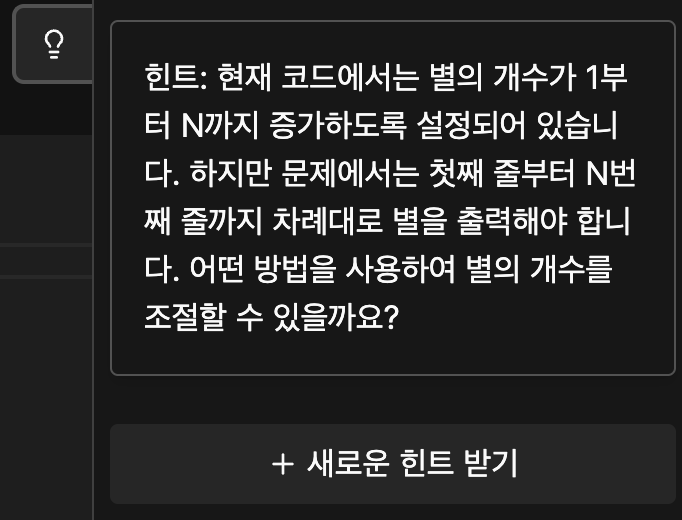 힌트: 현재 코드에서는 별의 개수가 1부
터 N까지 증가하도록 설정되어 있습니
다. 하지만 문제에서는 첫째 줄부터 N번
째 줄까지 차례대로 별을 출력해야 합니
다. 어떤 방법을 사용하여 별의 개수를
조절할 수 있을까요?
+ 새로운 힌트 받기